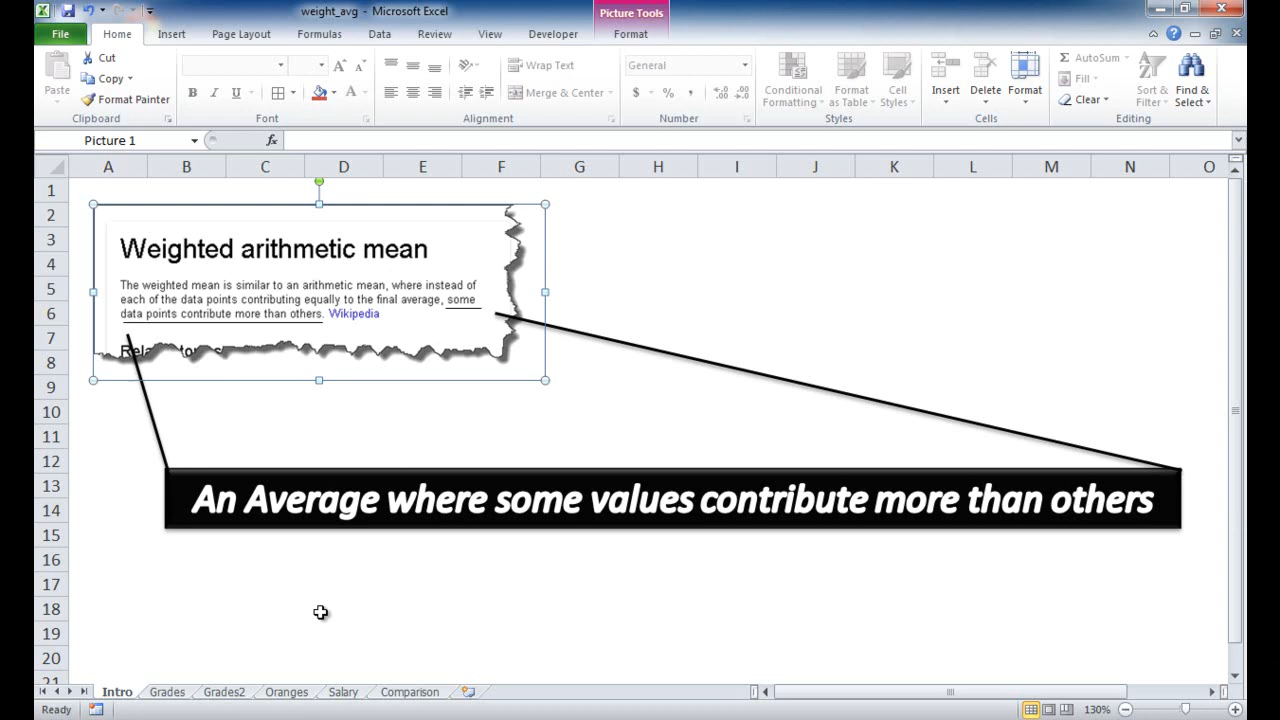 weight_avg - Microsoft Excel
Picture Tools
File Home Insert Page Layout Formulas Data Review View Developer Format
Cut
Copy
Format Painter
Paste
Clipboard
B I U
Font
Wrap Text
Merge & Center
Alignment
General
$ % ,
Number
Conditional Formatting
Format as Table
Cell Styles
Styles
Insert Delete Format
Cells
AutoSum
Fill
Clear
Sort & Filter
Find & Select
Editing
Picture 1
fx
A B C D E F G H I J K L M N O
1
2
3
4
5
6
7
8
9
10
11
12
13
14
15
16
17
18
19
20
21
Weighted arithmetic mean
The weighted mean is similar to an arithmetic mean, where instead of
each of the data points contributing equally to the final average, some
data points contribute more than others. Wikipedia
An Average where some values contribute more than others
Intro Grades Grades2 Oranges Salary Comparison
Ready
130%